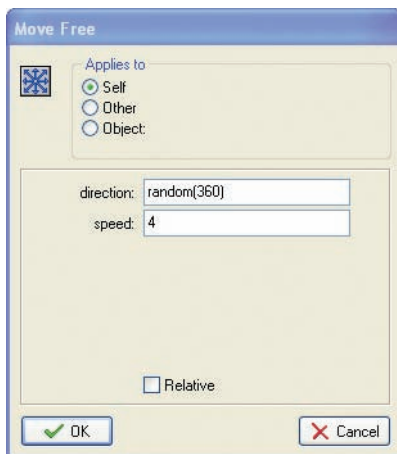 Move Free
Applies to
Self
Other
Object:
direction: random(360)
speed: 4
Relative
OK
Cancel